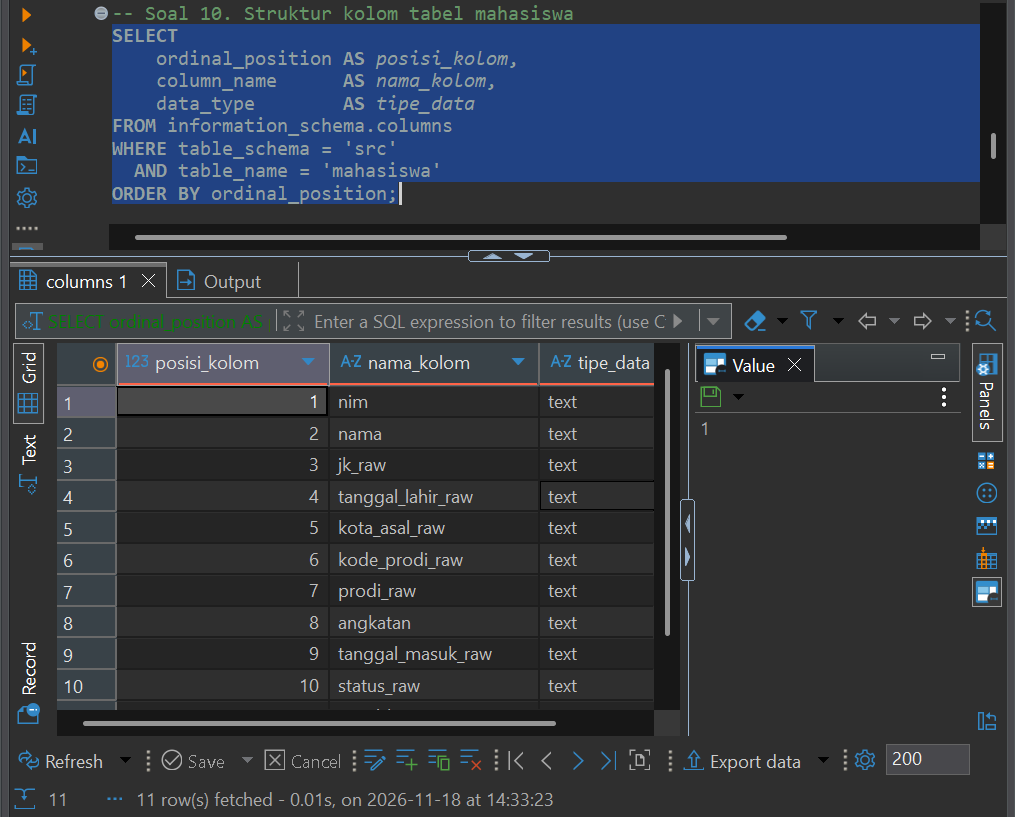 -- Soal 10. Struktur kolom tabel mahasiswa
SELECT
ordinal_position AS posisi_kolom,
column_name AS nama_kolom,
data_type AS tipe_data
FROM information_schema.columns
WHERE table_schema = 'src'
AND table_name = 'mahasiswa'
ORDER BY ordinal_position;
AI
columns 1
Output
SELECT ordinal_position AS
Enter a SQL expression to filter results (use C
Grid
Text
Record
123 posisi_kolom A-Z nama_kolom A-Z tipe_data
1 1 nim text
2 2 nama text
3 3 jk_raw text
4 4 tanggal_lahir_raw text
5 5 kota_asal_raw text
6 6 kode_prodi_raw text
7 7 prodi_raw text
8 8 angkatan text
9 9 tanggal_masuk_raw text
10 10 status_raw text
Value
1
Panels
Refresh Save Cancel Export data 200
11 11 row(s) fetched - 0.01s, on 2026-11-18 at 14:33:23